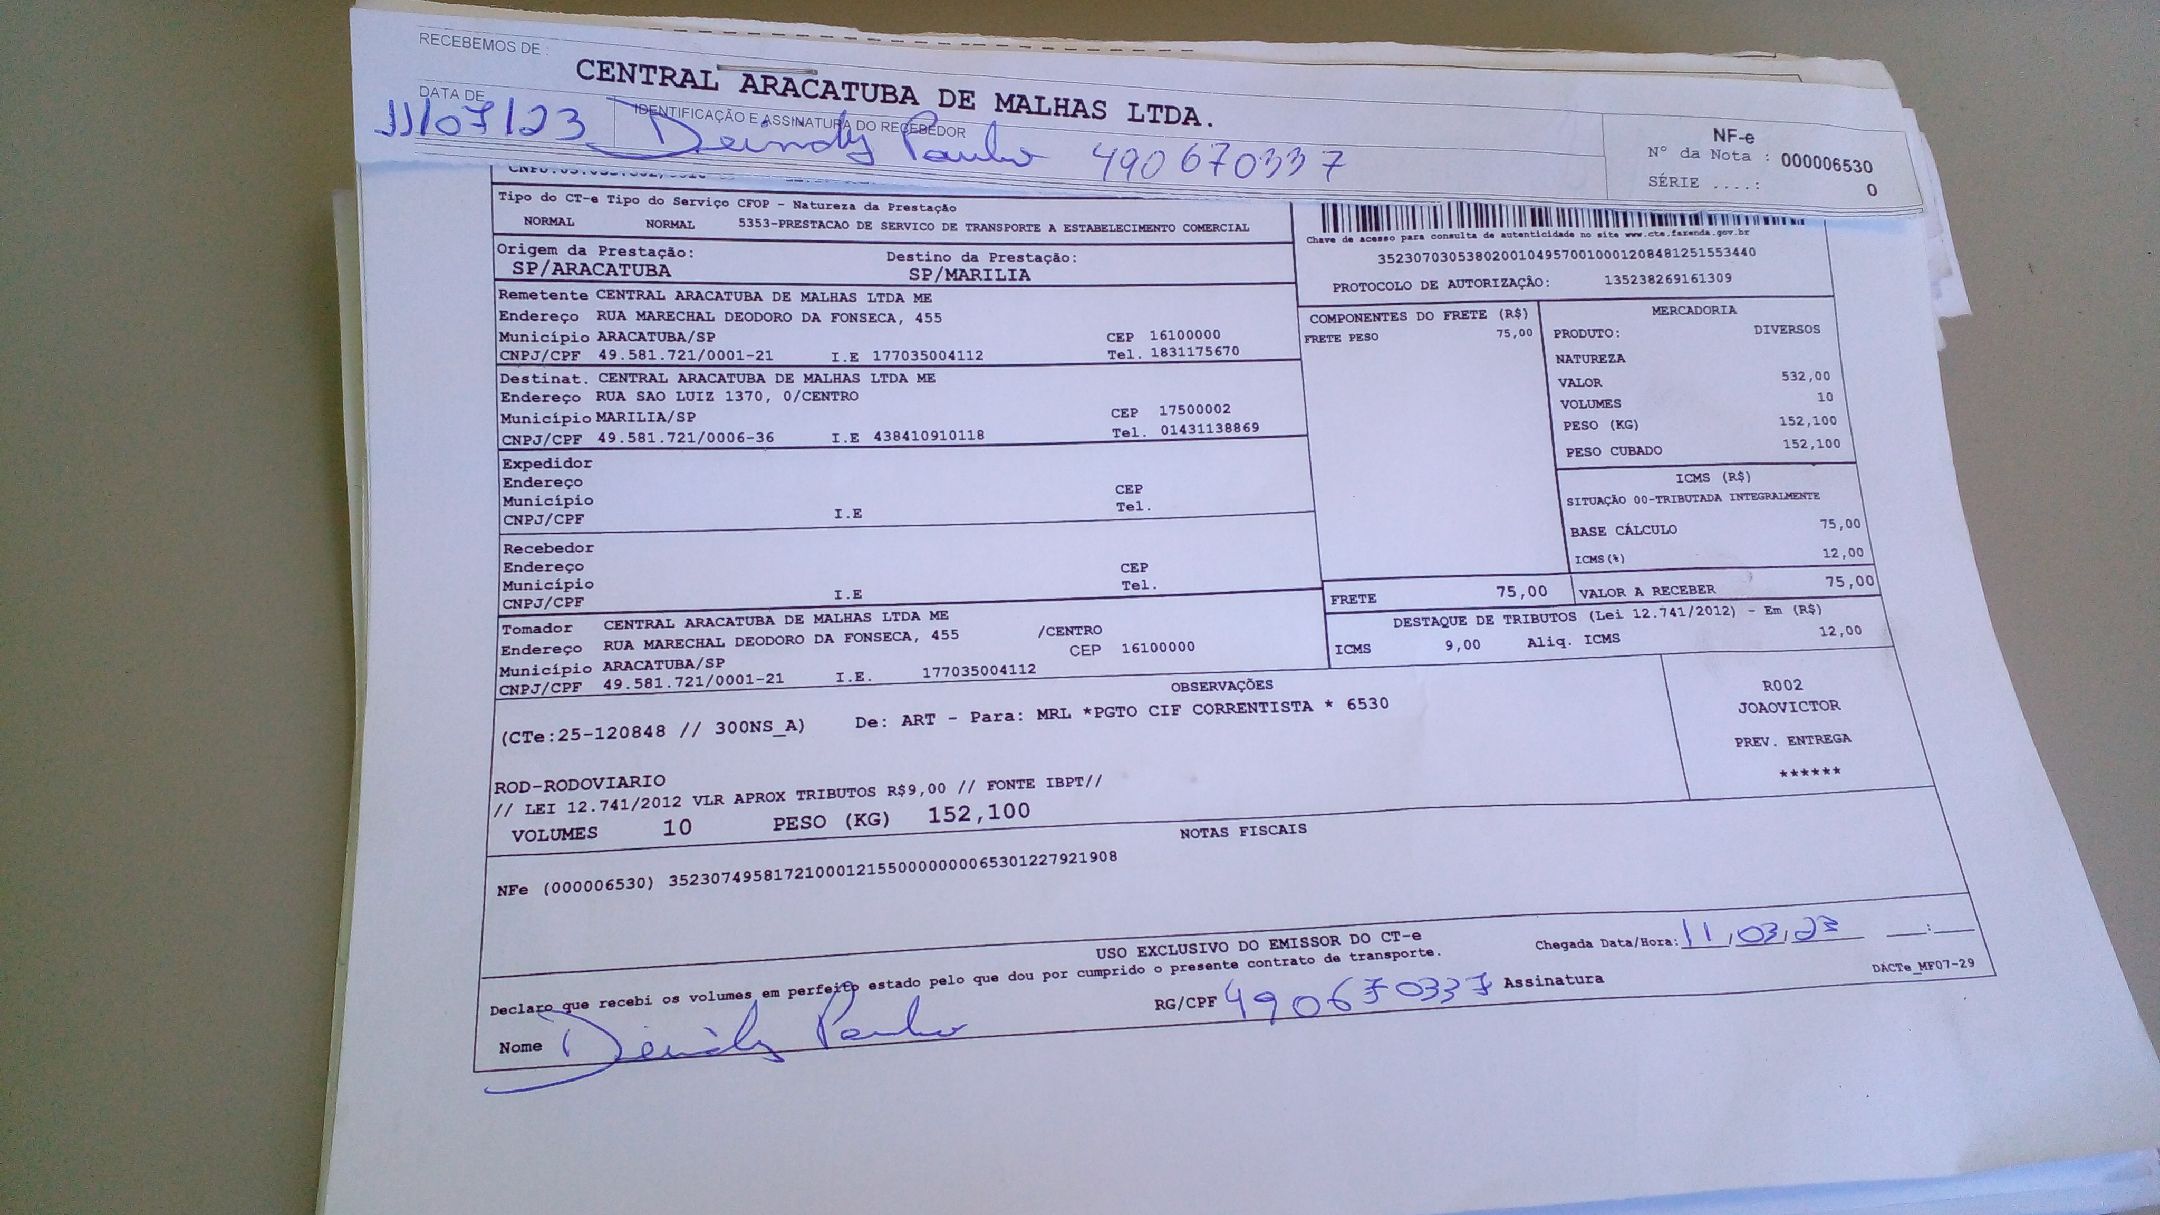 RECEBEMOS DE :
CENTRAL ARACATUBA DE MALHAS LTDA.
DATA DE
IDENTIFICAÇÃO E ASSINATURA DO RECEBEDOR
11/07/23 Paulo 490670337
NF-e
Nº da Nota : 000006530
SÉRIE ....: 0
Tipo do CT-e Tipo do Serviço CFOP - Natureza da Prestação
NORMAL NORMAL 5353-PRESTACAO DE SERVICO DE TRANSPORTE A ESTABELECIMENTO COMERCIAL
Origem da Prestação: Destino da Prestação:
SP/ARACATUBA SP/MARILIA
Chave de acesso para consulta de autenticidade no site www.cte.fazenda.gov.br
35230703053802001049570010001208481251553440
PROTOCOLO DE AUTORIZAÇÃO: 135238269161309
Remetente CENTRAL ARACATUBA DE MALHAS LTDA ME
Endereço RUA MARECHAL DEODORO DA FONSECA, 455
Município ARACATUBA/SP CEP 16100000
CNPJ/CPF 49.581.721/0001-21 I.E 177035004112 Tel. 1831175670
Destinat. CENTRAL ARACATUBA DE MALHAS LTDA ME
Endereço RUA SAO LUIZ 1370, 0/CENTRO
Município MARILIA/SP CEP 17500002
CNPJ/CPF 49.581.721/0006-36 I.E 438410910118 Tel. 01431138869
Expedidor
Endereço
Município CEP
CNPJ/CPF I.E Tel.
Recebedor
Endereço
Município CEP
CNPJ/CPF I.E Tel.
Tomador CENTRAL ARACATUBA DE MALHAS LTDA ME
Endereço RUA MARECHAL DEODORO DA FONSECA, 455 /CENTRO
Município ARACATUBA/SP CEP 16100000
CNPJ/CPF 49.581.721/0001-21 I.E. 177035004112
COMPONENTES DO FRETE (R$)
FRETE PESO 75,00
MERCADORIA
PRODUTO: DIVERSOS
NATUREZA
VALOR 532,00
VOLUMES 10
PESO (KG) 152,100
PESO CUBADO 152,100
ICMS (R$)
SITUAÇÃO 00-TRIBUTADA INTEGRALMENTE
BASE CÁLCULO 75,00
ICMS(%) 12,00
FRETE 75,00 VALOR A RECEBER 75,00
DESTAQUE DE TRIBUTOS (Lei 12.741/2012) - Em (R$)
ICMS 9,00 Aliq. ICMS 12,00
OBSERVAÇÕES
(CTe:25-120848 // 300NS_A) De: ART - Para: MRL *PGTO CIF CORRENTISTA * 6530
R002
JOAOVICTOR
PREV. ENTREGA
******
ROD-RODOVIARIO
// LEI 12.741/2012 VLR APROX TRIBUTOS R$9,00 // FONTE IBPT//
VOLUMES 10 PESO (KG) 152,100
NOTAS FISCAIS
NFe (000006530) 35230749581721000121550000000065301227921908
USO EXCLUSIVO DO EMISSOR DO CT-e
Declaro que recebi os volumes em perfeito estado pelo que dou por cumprido o presente contrato de transporte.
Chegada Data/Hora: 11/03/23 __:__
Nome Paulo RG/CPF 490670337 Assinatura
DACTe_MF07-29